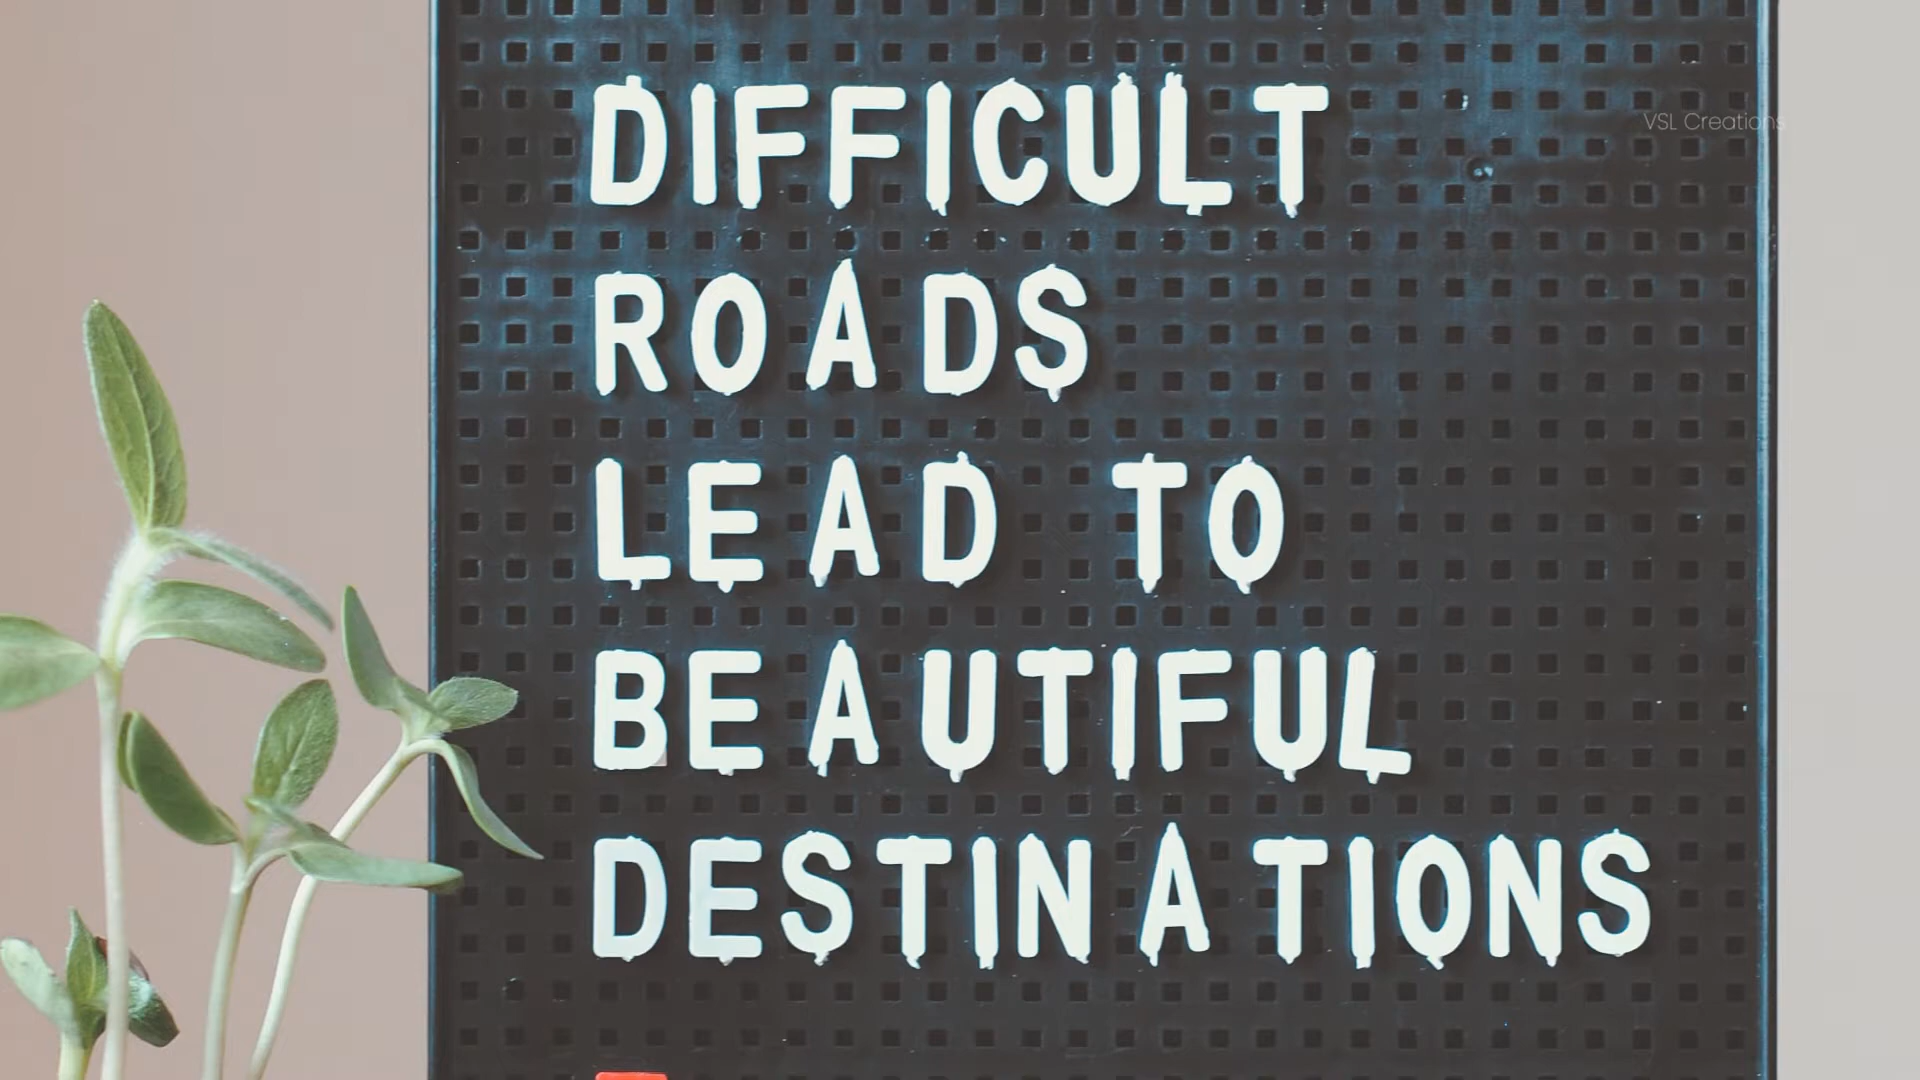 VSL Creations
DIFFICULT
ROADS
LEAD TO
BEAUTIFUL
DESTINATIONS